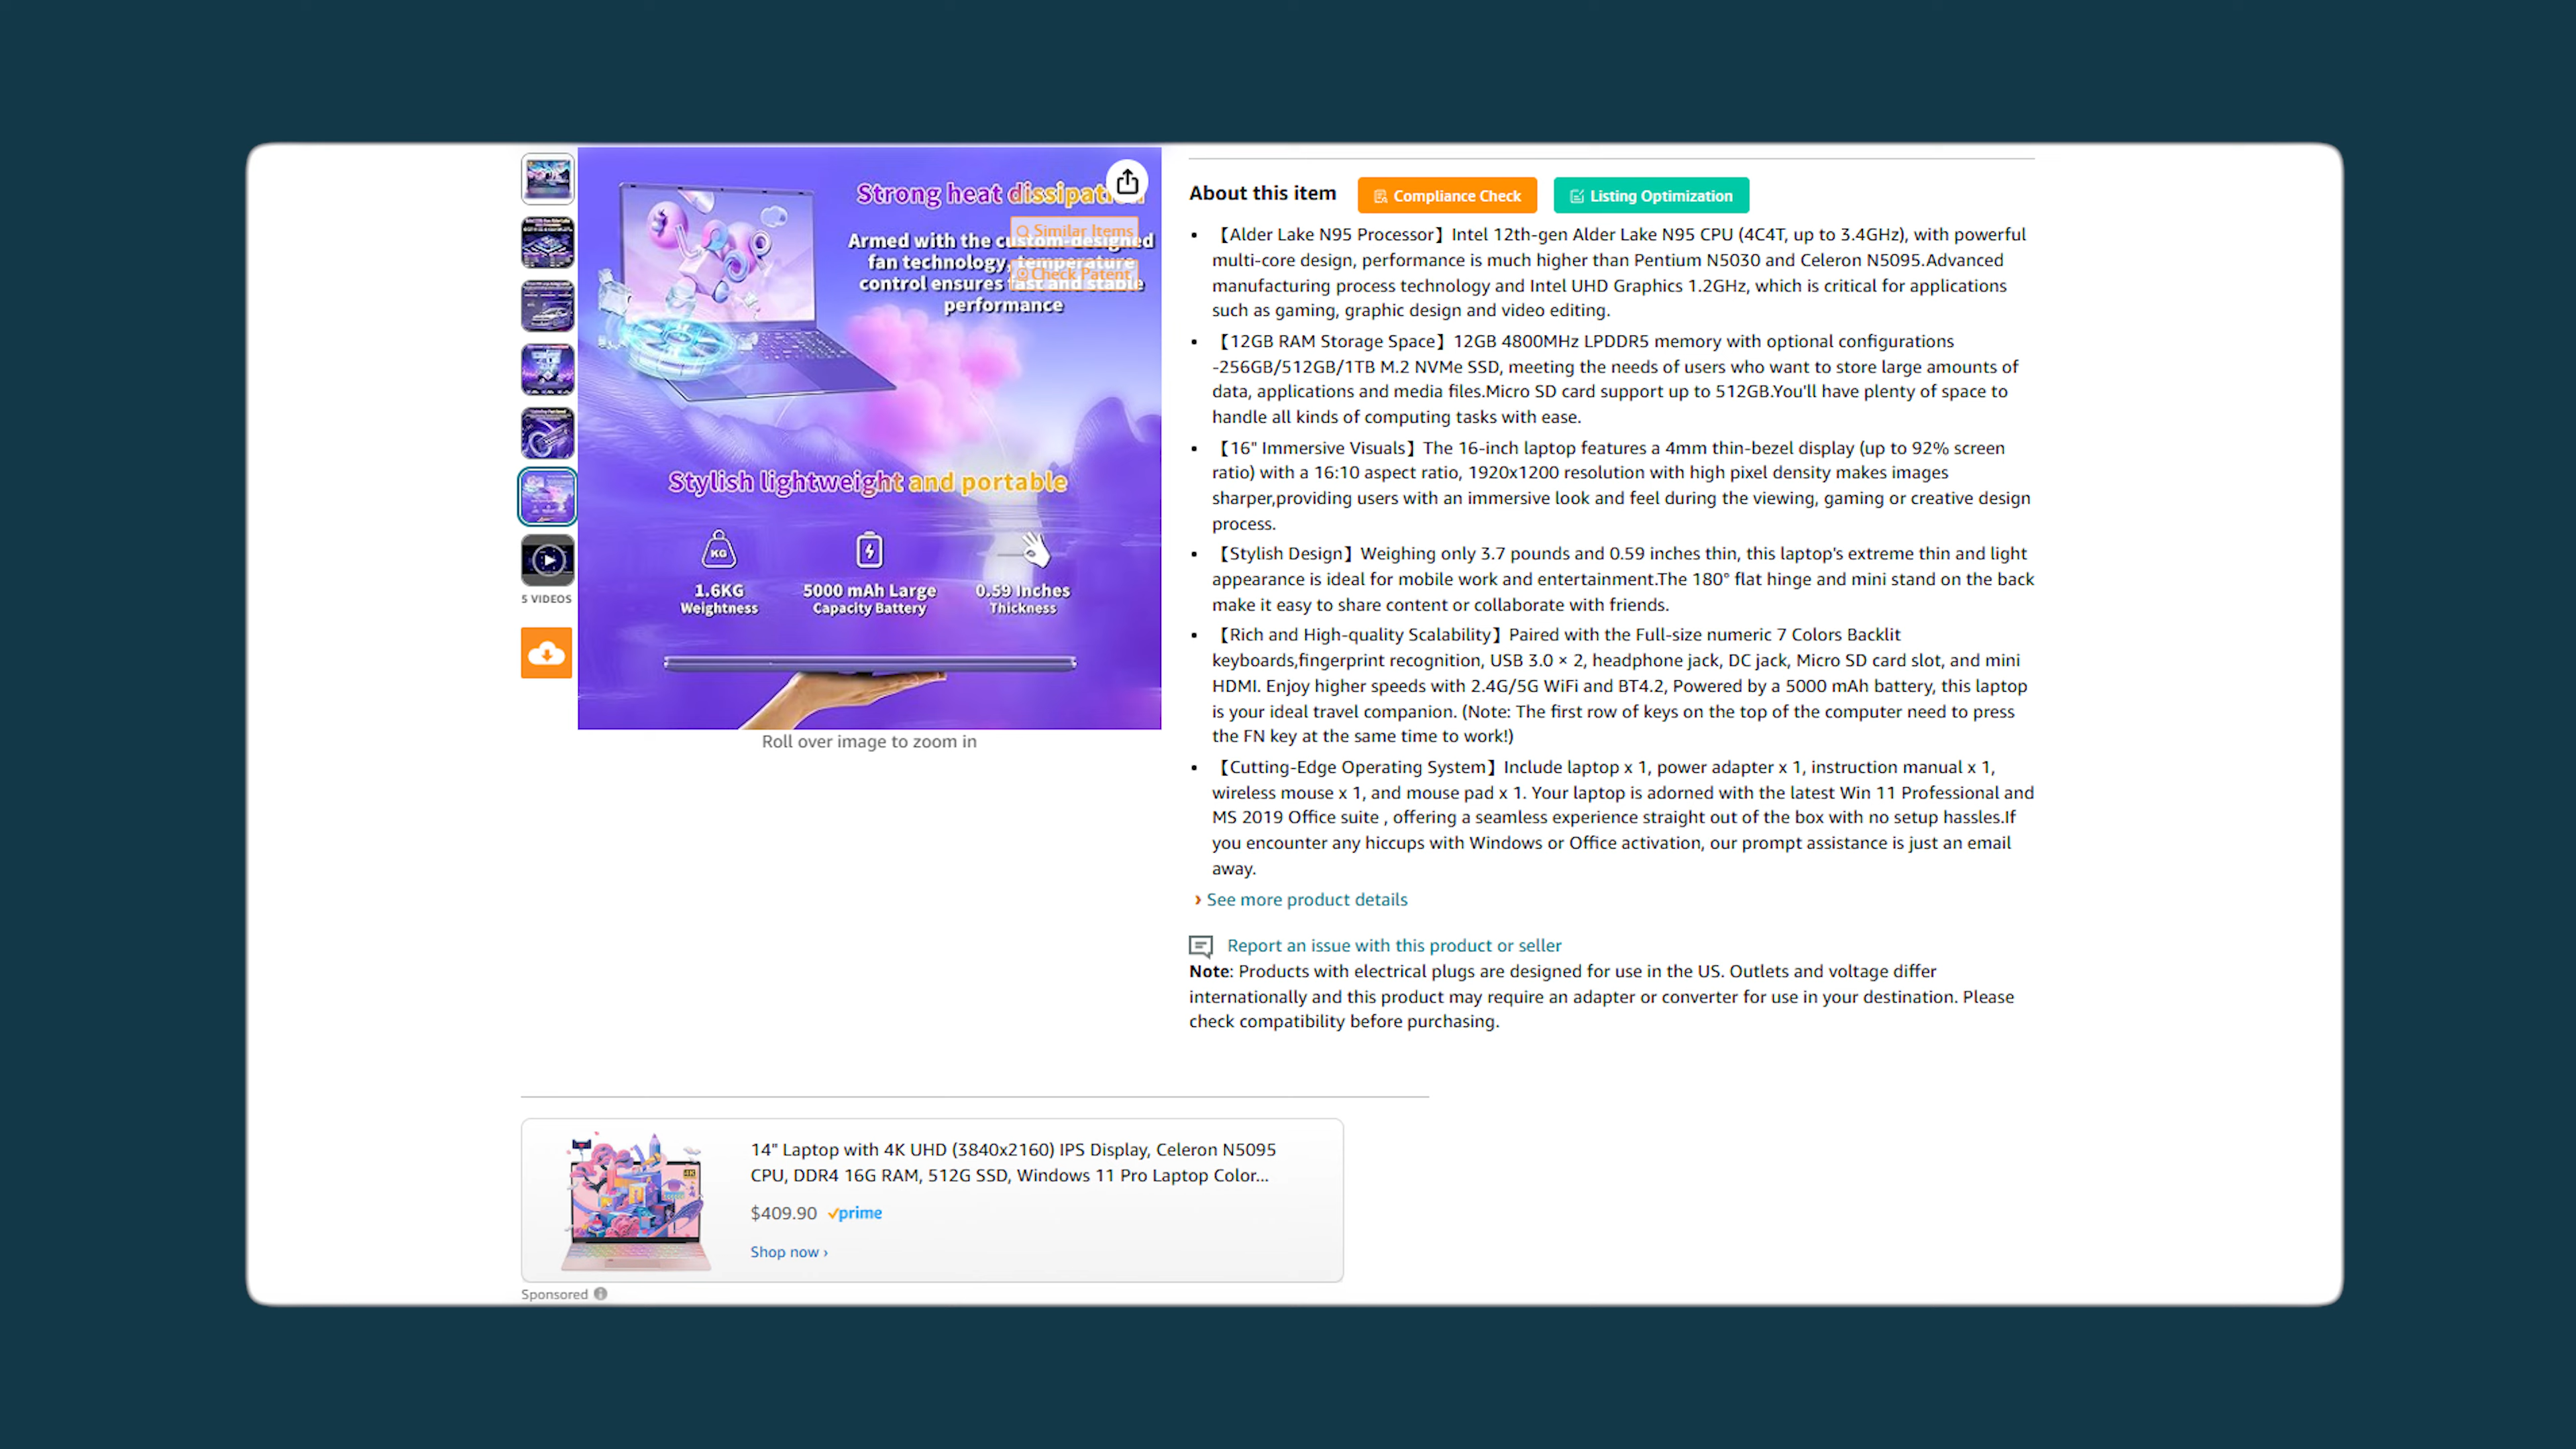 Strong heat dissipat
Armed with the custom-designed
fan technology, temperature
control ensures fast and stable
performance
Similar Items
Check Patent
Stylish lightweight and portable
KG
1.6KG
Weightness
5000 mAh Large
Capacity Battery
0.59 Inches
Thickness
5 VIDEOS
Roll over image to zoom in
About this item
Compliance Check
Listing Optimization
• 【Alder Lake N95 Processor】Intel 12th-gen Alder Lake N95 CPU (4C4T, up to 3.4GHz), with powerful
multi-core design, performance is much higher than Pentium N5030 and Celeron N5095.Advanced
manufacturing process technology and Intel UHD Graphics 1.2GHz, which is critical for applications
such as gaming, graphic design and video editing.
• 【12GB RAM Storage Space】12GB 4800MHz LPDDR5 memory with optional configurations
-256GB/512GB/1TB M.2 NVMe SSD, meeting the needs of users who want to store large amounts of
data, applications and media files.Micro SD card support up to 512GB.You'll have plenty of space to
handle all kinds of computing tasks with ease.
• 【16" Immersive Visuals】The 16-inch laptop features a 4mm thin-bezel display (up to 92% screen
ratio) with a 16:10 aspect ratio, 1920x1200 resolution with high pixel density makes images
sharper,providing users with an immersive look and feel during the viewing, gaming or creative design
process.
• 【Stylish Design】Weighing only 3.7 pounds and 0.59 inches thin, this laptop's extreme thin and light
appearance is ideal for mobile work and entertainment.The 180° flat hinge and mini stand on the back
make it easy to share content or collaborate with friends.
• 【Rich and High-quality Scalability】Paired with the Full-size numeric 7 Colors Backlit
keyboards,fingerprint recognition, USB 3.0 × 2, headphone jack, DC jack, Micro SD card slot, and mini
HDMI. Enjoy higher speeds with 2.4G/5G WiFi and BT4.2, Powered by a 5000 mAh battery, this laptop
is your ideal travel companion. (Note: The first row of keys on the top of the computer need to press
the FN key at the same time to work!)
• 【Cutting-Edge Operating System】Include laptop x 1, power adapter x 1, instruction manual x 1,
wireless mouse x 1, and mouse pad x 1. Your laptop is adorned with the latest Win 11 Professional and
MS 2019 Office suite , offering a seamless experience straight out of the box with no setup hassles.If
you encounter any hiccups with Windows or Office activation, our prompt assistance is just an email
away.
› See more product details
Report an issue with this product or seller
Note: Products with electrical plugs are designed for use in the US. Outlets and voltage differ
internationally and this product may require an adapter or converter for use in your destination. Please
check compatibility before purchasing.
14" Laptop with 4K UHD (3840x2160) IPS Display, Celeron N5095
CPU, DDR4 16G RAM, 512G SSD, Windows 11 Pro Laptop Color...
$409.90 prime
Shop now ›
4K
Sponsored